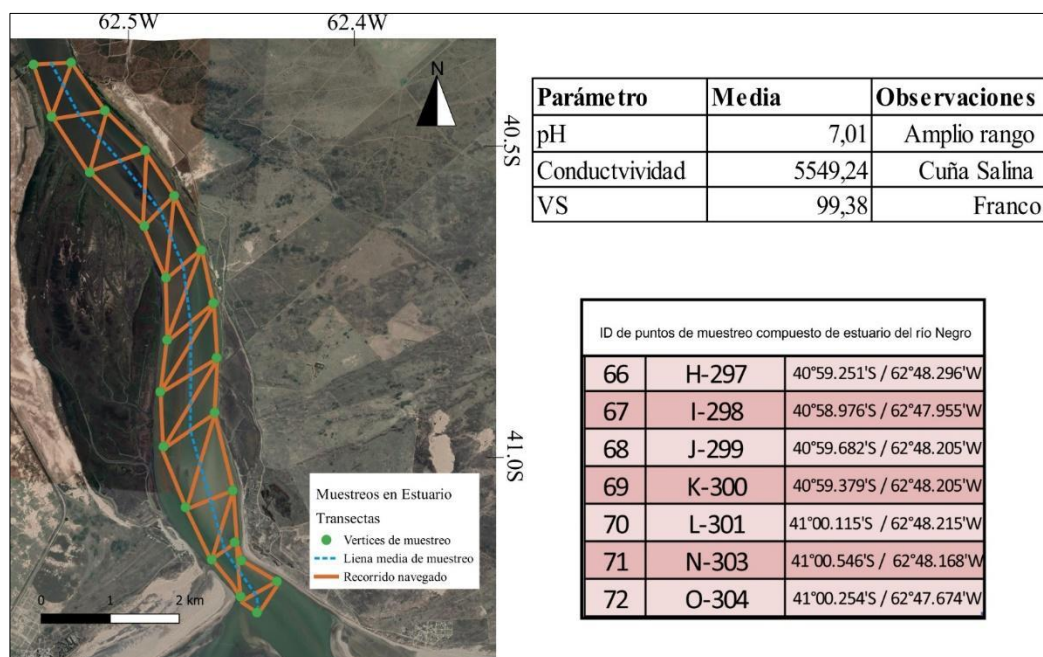 62.5W 62.4W
N
40.5S
41.0S
Muestreos en Estuario
Transectas
Vertices de muestreo
Liena media de muestreo
Recorrido navegado
0 1 2 km
Parámetro Media Observaciones
pH 7,01 Amplio rango
Conductvividad 5549,24 Cuña Salina
VS 99,38 Franco
ID de puntos de muestreo compuesto de estuario del rio Negro
66 H-297 40°59.251'S / 62°48.296'W
67 I-298 40°58.976'S / 62°47.955'W
68 J-299 40°59.682'S / 62°48.205'W
69 K-300 40°59.379'S / 62°48.205'W
70 L-301 41°00.115'S / 62°48.215'W
71 N-303 41°00.546'S / 62°48.168'W
72 O-304 41°00.254'S / 62°47.674'W